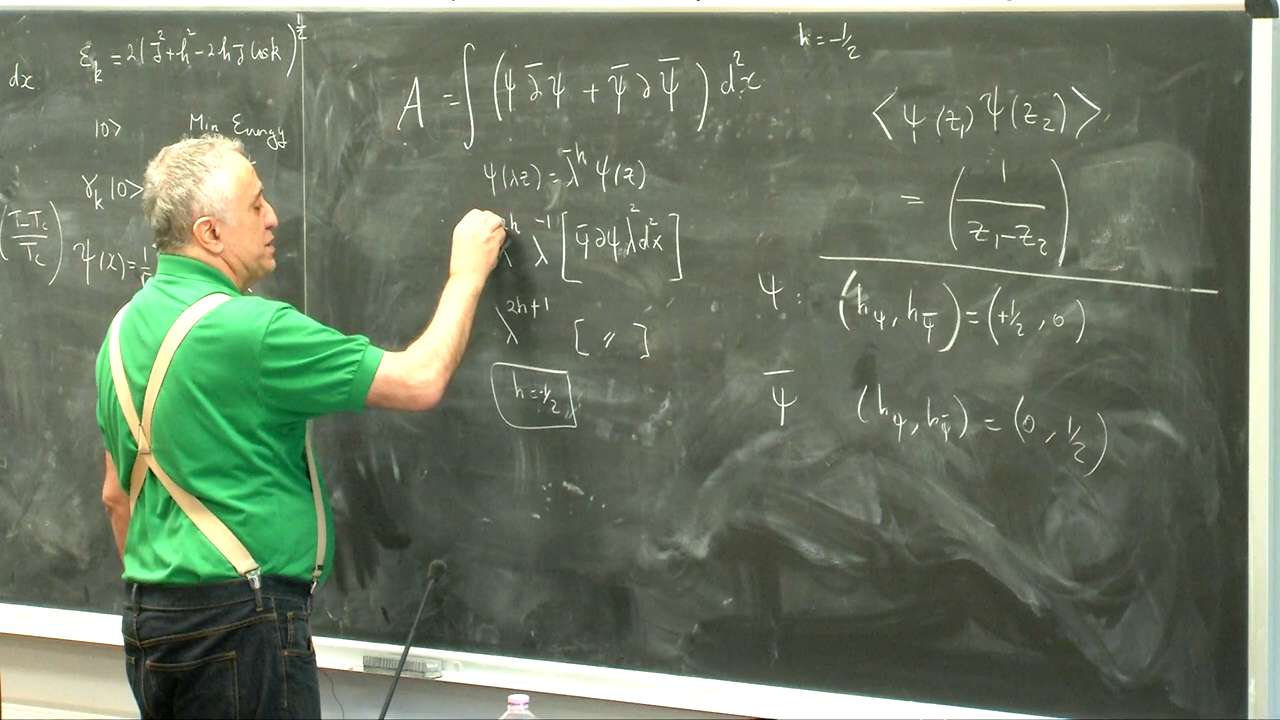 dx.
ε_k = 2(J²+h²-2hJ cosk)^{1/2}
|0> Min Energy
γ_k |0>
(T-T_c / T_c)
ψ(x)=1
A = ∫ (ψ ∂̄ ψ + ψ̄ ∂ ψ̄) d²x
ψ(λz) = λ̄^h ψ(z)
λ^{2h} λ^{-1} [ψ̄ ∂ ψ λ² d²x]
λ^{2h+1} [ 〃 ]
h=-1/2
h=-1/2
<ψ(z₁) ψ(z₂)>
= (1 / z₁-z₂)
ψ : (h_ψ, h_ψ̄) = (+1/2, 0)
ψ̄ (h_ψ, h_ψ̄) = (0, 1/2)